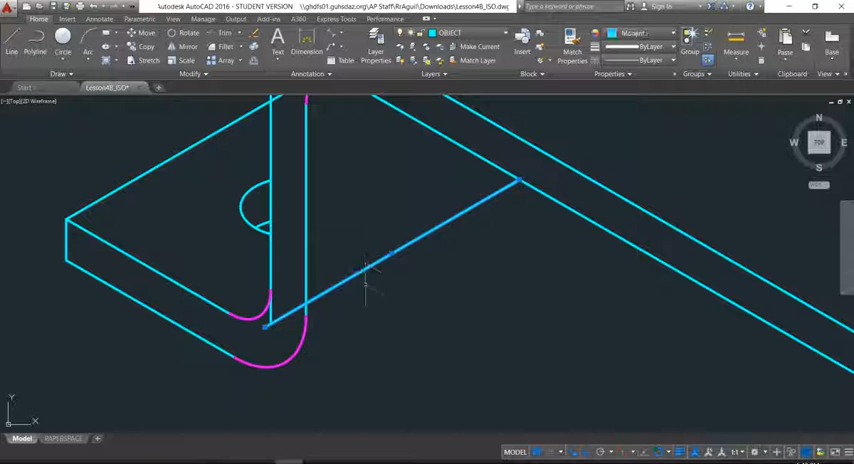 Autodesk AutoCAD 2016 - STUDENT VERSION \\ghdfs01.guhsdaz.org\AP Staff\RrAguil\Downloads\Lesson4B_ISO.dwg Type a keyword or phrase Sign In
Home Insert Annotate Parametric View Manage Output Add-ins A360 Express Tools Featured Apps Performance
Line Polyline Circle Arc
Move Rotate Trim
Copy Mirror Fillet
Stretch Scale Array
Text Dimension
Table
OBJECT
Make Current
Match Layer
Insert
Match Properties
ByLayer
ByLayer
Group
Measure
Paste
Base
Draw Modify Annotation Layers Block Properties Groups Utilities Clipboard View
Start Lesson4B_ISO*
[−][Top][2D Wireframe]
N
W TOP E
S
Y
X
Model PAPERSPACE
MODEL 1:1